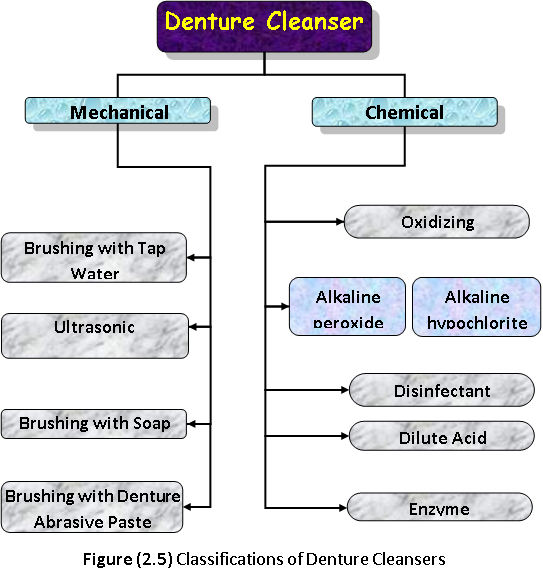 Denture Cleanser
Mechanical
Chemical
Brushing with Tap
Water
Ultrasonic
Brushing with Soap
Brushing with Denture
Abrasive Paste
Oxidizing
Alkaline
peroxide
Alkaline
hypochlorite
Disinfectant
Dilute Acid
Enzyme
Figure (2.5) Classifications of Denture Cleansers